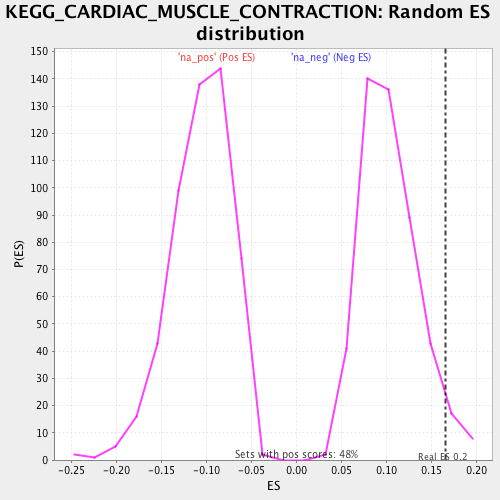 KEGG_CARDIAC_MUSCLE_CONTRACTION: Random ES
distribution
'na_pos' (Pos ES) 'na_neg' (Neg ES)
150
140
130
120
110
100
90
80
70
60
50
40
30
20
10
0
P(ES)
Sets with pos scores: 48%
Real ES 0.2
-0.25 -0.20 -0.15 -0.10 -0.05 0.00 0.05 0.10 0.15 0.20
ES